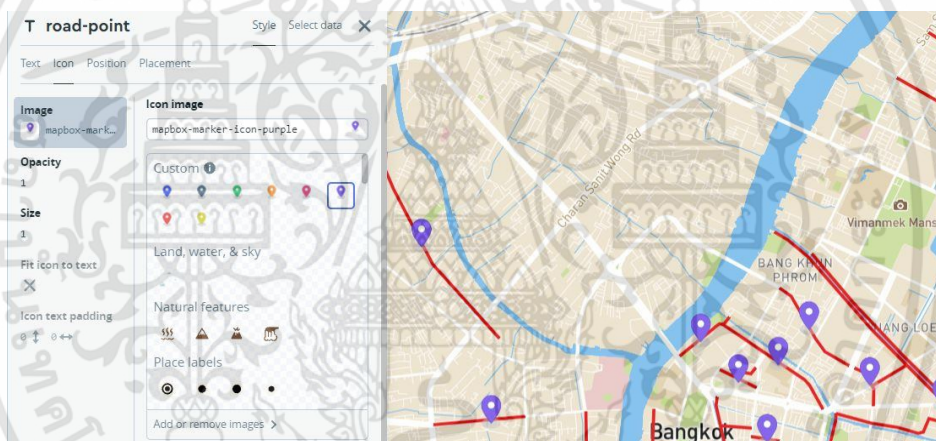 T road-point
Style
Select data
Text
Icon
Position
Placement
Image
mapbox-mark…
Opacity
1
Size
1
Fit icon to text
Icon text padding
0
0
Icon image
mapbox-marker-icon-purple
Custom
Land, water, & sky
Natural features
Place labels
Add or remove images
Charan Sanit Wong Rd
Vimanmek Mans
BANG KHUN
PHROM
Bangkok